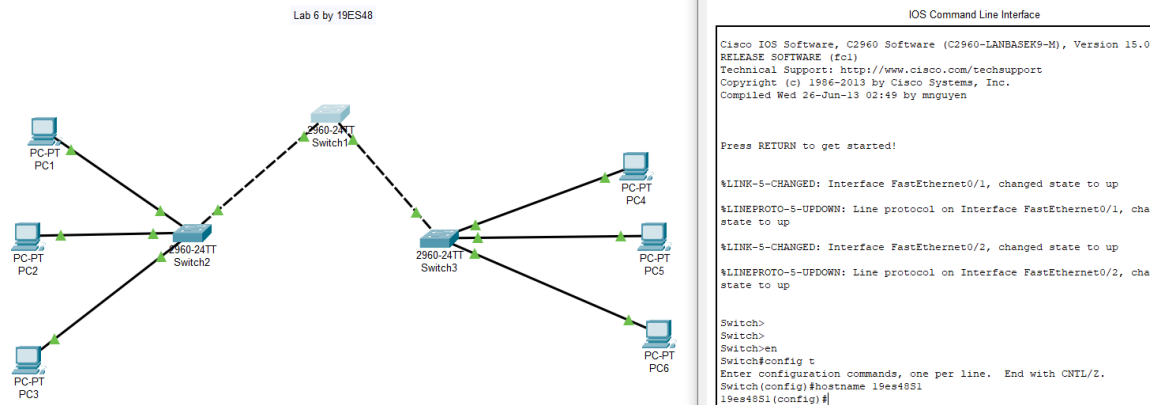 Lab 6 by 19ES48
2960-24TT
Switch1
PC-PT
PC1
PC-PT
PC2
PC-PT
PC3
2960-24TT
Switch2
2960-24TT
Switch3
PC-PT
PC4
PC-PT
PC5
PC-PT
PC6
IOS Command Line Interface
Cisco IOS Software, C2960 Software (C2960-LANBASEK9-M), Version 15.0
RELEASE SOFTWARE (fc1)
Technical Support: http://www.cisco.com/techsupport
Copyright (c) 1986-2013 by Cisco Systems, Inc.
Compiled Wed 26-Jun-13 02:49 by mnguyen
Press RETURN to get started!
%LINK-5-CHANGED: Interface FastEthernet0/1, changed state to up
%LINEPROTO-5-UPDOWN: Line protocol on Interface FastEthernet0/1, cha
state to up
%LINK-5-CHANGED: Interface FastEthernet0/2, changed state to up
%LINEPROTO-5-UPDOWN: Line protocol on Interface FastEthernet0/2, cha
state to up
Switch>
Switch>
Switch>en
Switch#config t
Enter configuration commands, one per line.  End with CNTL/Z.
Switch(config)#hostname 19es48S1
19es48S1(config)#